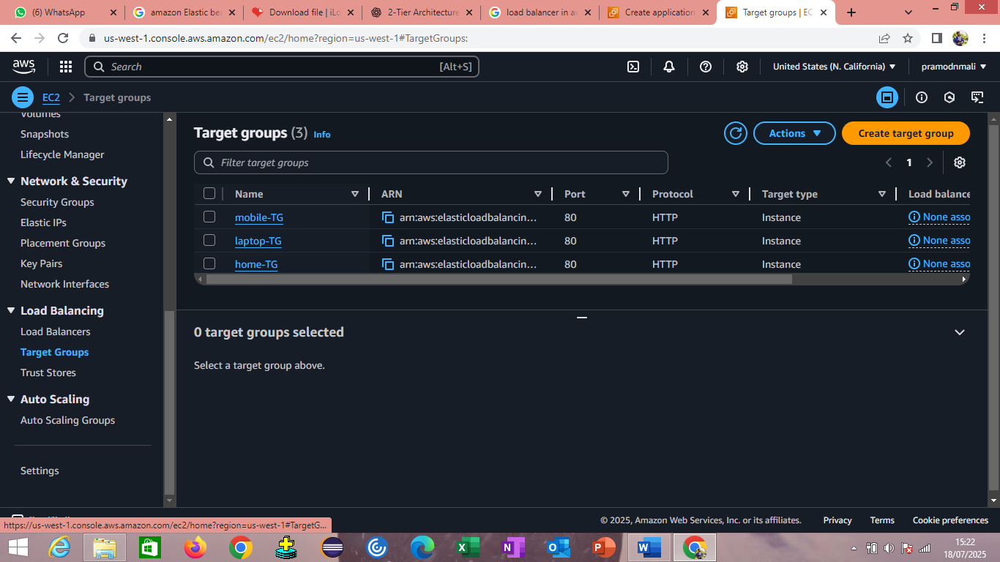 (6) WhatsApp
amazon Elastic be
Download file | iLo
2-Tier Architecture
load balancer in a
Create application
Target groups | EC
us-west-1.console.aws.amazon.com/ec2/home?region=us-west-1#TargetGroups:
aws
Search
[Alt+S]
United States (N. California)
pramodnmali
EC2
Target groups
Volumes
Snapshots
Lifecycle Manager
Network & Security
Security Groups
Elastic IPs
Placement Groups
Key Pairs
Network Interfaces
Load Balancing
Load Balancers
Target Groups
Trust Stores
Auto Scaling
Auto Scaling Groups
Settings
Target groups (3) Info
Actions
Create target group
Filter target groups
1
Name ARN Port Protocol Target type Load balance
mobile-TG arn:aws:elasticloadbalancin... 80 HTTP Instance None asso
laptop-TG arn:aws:elasticloadbalancin... 80 HTTP Instance None asso
home-TG arn:aws:elasticloadbalancin... 80 HTTP Instance None asso
0 target groups selected
Select a target group above.
https://us-west-1.console.aws.amazon.com/ec2/home?region=us-west-1#TargetG...
© 2025, Amazon Web Services, Inc. or its affiliates.
Privacy
Terms
Cookie preferences
15:22
18/07/2025